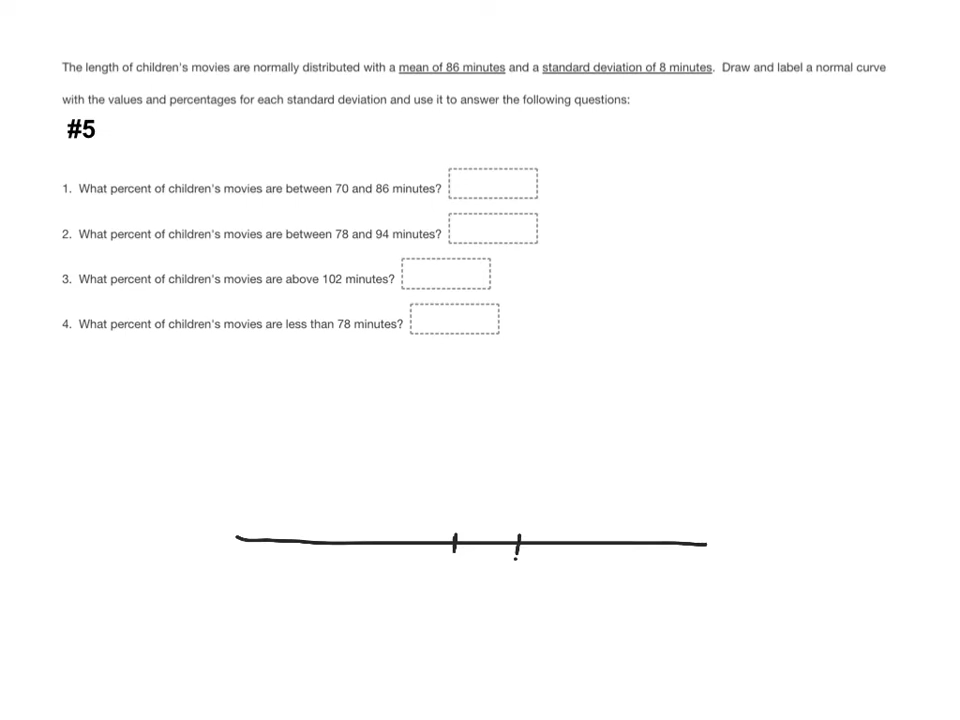 The length of children's movies are normally distributed with a mean of 86 minutes and a standard deviation of 8 minutes. Draw and label a normal curve
with the values and percentages for each standard deviation and use it to answer the following questions:
#5
1. What percent of children's movies are between 70 and 86 minutes?
2. What percent of children's movies are between 78 and 94 minutes?
3. What percent of children's movies are above 102 minutes?
4. What percent of children's movies are less than 78 minutes?